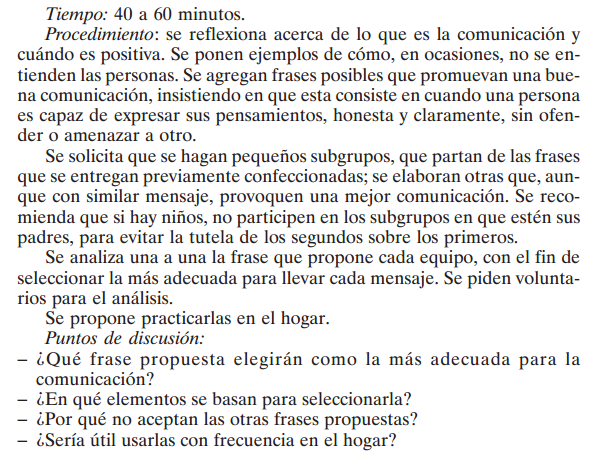 Tiempo: 40 a 60 minutos.
Procedimiento: se reflexiona acerca de lo que es la comunicación y
cuándo es positiva. Se ponen ejemplos de cómo, en ocasiones, no se en-
tienden las personas. Se agregan frases posibles que promuevan una bue-
na comunicación, insistiendo en que esta consiste en cuando una persona
es capaz de expresar sus pensamientos, honesta y claramente, sin ofen-
der o amenazar a otro.
Se solicita que se hagan pequeños subgrupos, que partan de las frases
que se entregan previamente confeccionadas; se elaboran otras que, aun-
que con similar mensaje, provoquen una mejor comunicación. Se reco-
mienda que si hay niños, no participen en los subgrupos en que estén sus
padres, para evitar la tutela de los segundos sobre los primeros.
Se analiza una a una la frase que propone cada equipo, con el fin de
seleccionar la más adecuada para llevar cada mensaje. Se piden volunta-
rios para el análisis.
Se propone practicarlas en el hogar.
Puntos de discusión:
– ¿Qué frase propuesta elegirán como la más adecuada para la
comunicación?
– ¿En qué elementos se basan para seleccionarla?
– ¿Por qué no aceptan las otras frases propuestas?
– ¿Sería útil usarlas con frecuencia en el hogar?